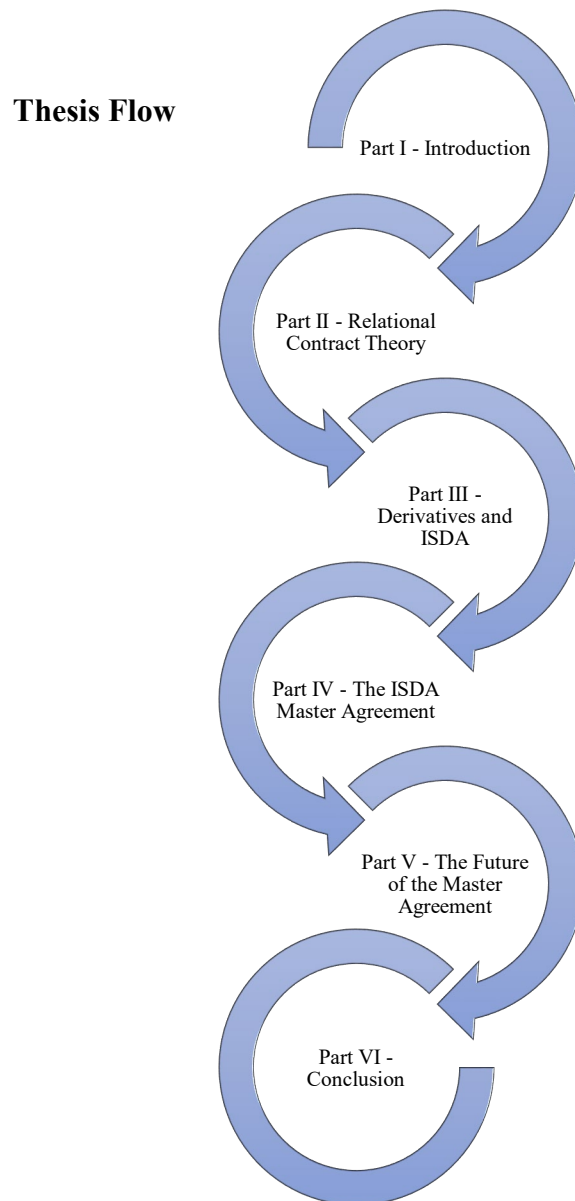 Thesis Flow
Part I - Introduction
Part II - Relational
Contract Theory
Part III -
Derivatives and
ISDA
Part IV - The ISDA
Master Agreement
Part V - The Future
of the Master
Agreement
Part VI -
Conclusion